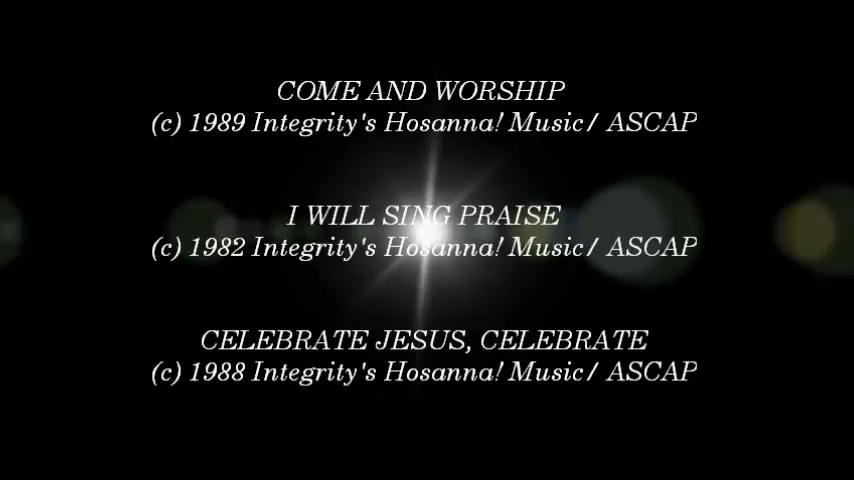 COME AND WORSHIP
(c) 1989 Integrity's Hosanna! Music/ ASCAP
I WILL SING PRAISE
(c) 1982 Integrity's Hosanna! Music/ ASCAP
CELEBRATE JESUS, CELEBRATE
(c) 1988 Integrity's Hosanna! Music/ ASCAP